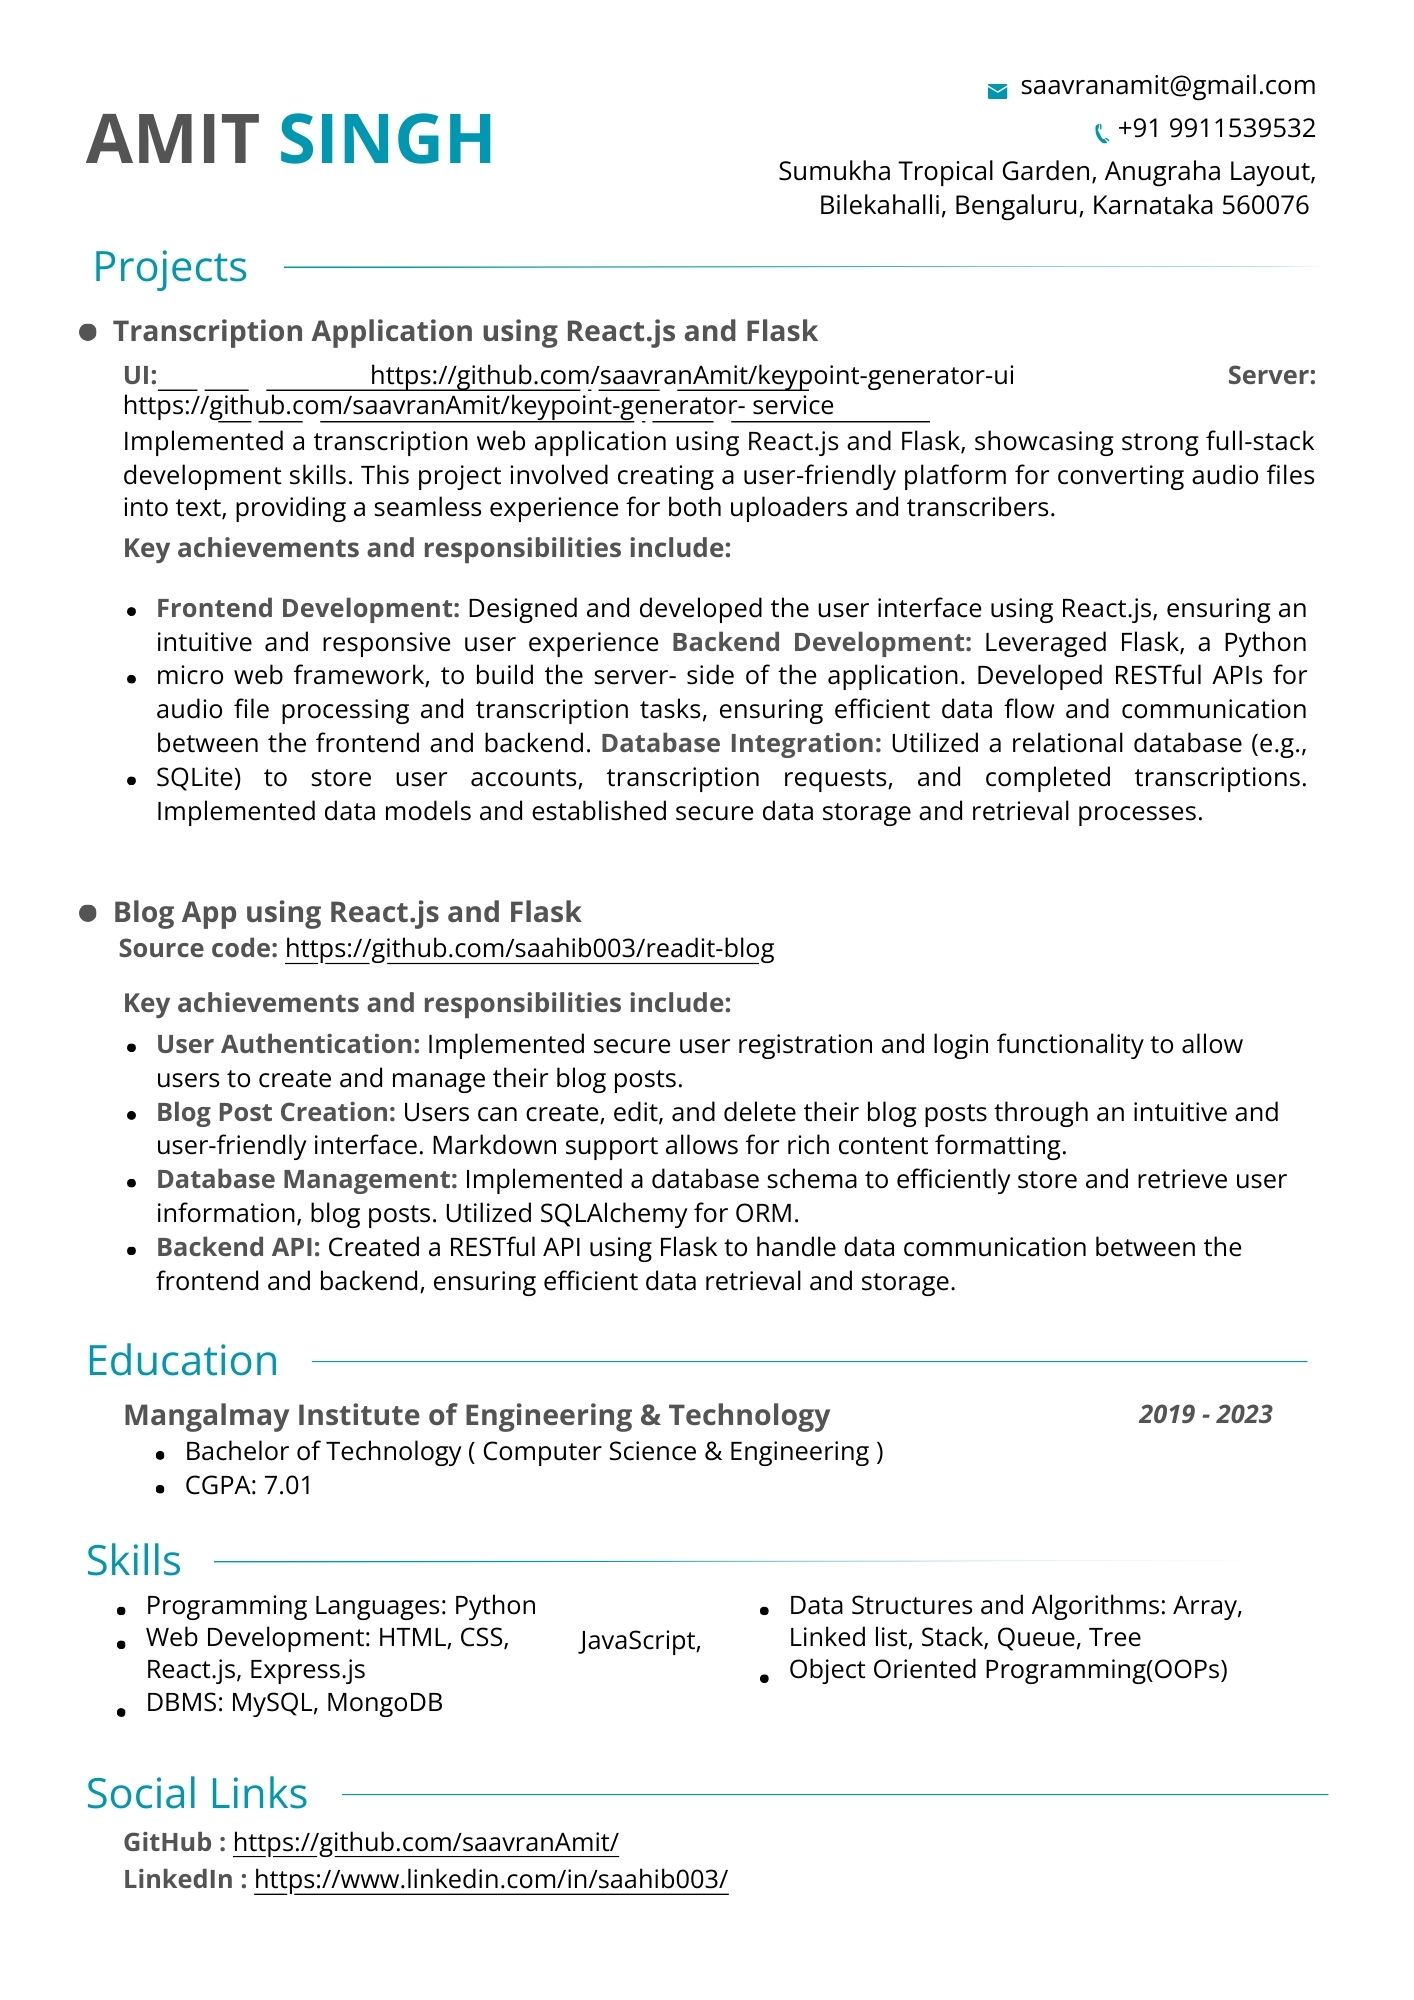 AMIT SINGH
saavranamit@gmail.com
+91 9911539532
Sumukha Tropical Garden, Anugraha Layout,
Bilekahalli, Bengaluru, Karnataka 560076
Projects
Transcription Application using React.js and Flask
UI: https://github.com/saavranAmit/keypoint-generator-ui Server:
https://github.com/saavranAmit/keypoint-generator- service
Implemented a transcription web application using React.js and Flask, showcasing strong full-stack
development skills. This project involved creating a user-friendly platform for converting audio files
into text, providing a seamless experience for both uploaders and transcribers.
Key achievements and responsibilities include:
• Frontend Development: Designed and developed the user interface using React.js, ensuring an
intuitive and responsive user experience Backend Development: Leveraged Flask, a Python
• micro web framework, to build the server- side of the application. Developed RESTful APIs for
audio file processing and transcription tasks, ensuring efficient data flow and communication
between the frontend and backend. Database Integration: Utilized a relational database (e.g.,
• SQLite) to store user accounts, transcription requests, and completed transcriptions.
Implemented data models and established secure data storage and retrieval processes.
Blog App using React.js and Flask
Source code: https://github.com/saahib003/readit-blog
Key achievements and responsibilities include:
• User Authentication: Implemented secure user registration and login functionality to allow
users to create and manage their blog posts.
• Blog Post Creation: Users can create, edit, and delete their blog posts through an intuitive and
user-friendly interface. Markdown support allows for rich content formatting.
• Database Management: Implemented a database schema to efficiently store and retrieve user
information, blog posts. Utilized SQLAlchemy for ORM.
• Backend API: Created a RESTful API using Flask to handle data communication between the
frontend and backend, ensuring efficient data retrieval and storage.
Education
Mangalmay Institute of Engineering & Technology 2019 - 2023
• Bachelor of Technology ( Computer Science & Engineering )
• CGPA: 7.01
Skills
• Programming Languages: Python
• Web Development: HTML, CSS, JavaScript,
React.js, Express.js
• DBMS: MySQL, MongoDB
• Data Structures and Algorithms: Array,
Linked list, Stack, Queue, Tree
• Object Oriented Programming(OOPs)
Social Links
GitHub : https://github.com/saavranAmit/
LinkedIn : https://www.linkedin.com/in/saahib003/